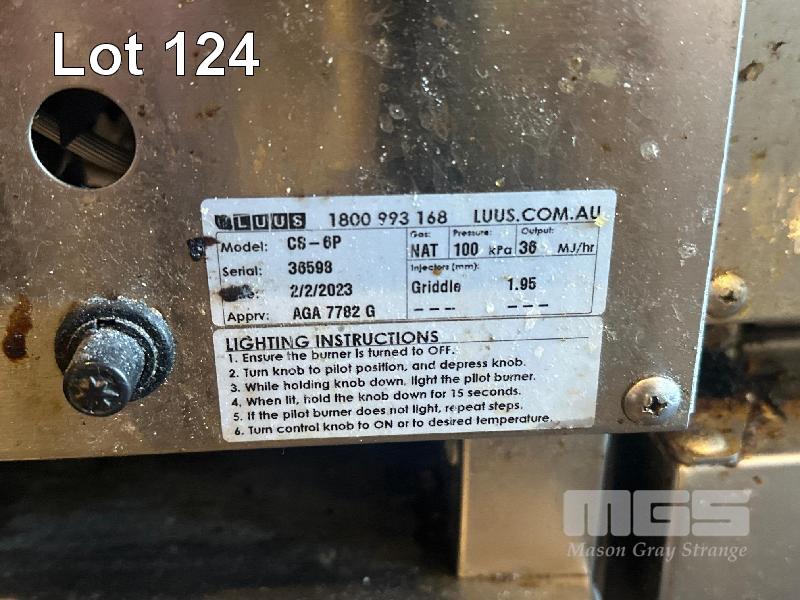 Lot 124
LUUS 1800 993 168 LUUS.COM.AU
Model: CS-6P
Serial: 36598
2/2/2023
Apprv: AGA 7782 G
Gas: Pressure: Output:
NAT 100 kPa 36 MJ/hr
Injectors (mm):
Griddle 1.95
--- ---
LIGHTING INSTRUCTIONS
1. Ensure the burner is turned to OFF.
2. Turn knob to pilot position, and depress knob.
3. While holding knob down, light the pilot burner.
4. When lit, hold the knob down for 15 seconds.
5. If the pilot burner does not light, repeat steps.
6. Turn control knob to ON or to desired temperature
MGS
Mason Gray Strange